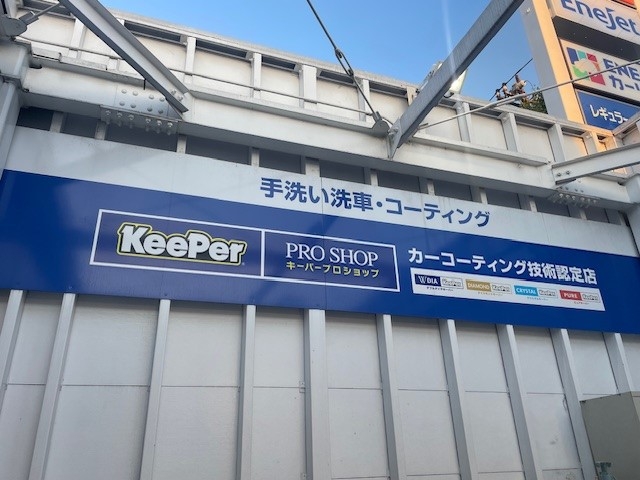 EneJet
ENE
カー
レギュラー
手洗い洗車・コーティング
KeePer
PRO SHOP
キーパープロショップ
カーコーティング技術認定店
W DIA
DIAMOND
CRYSTAL
PURE